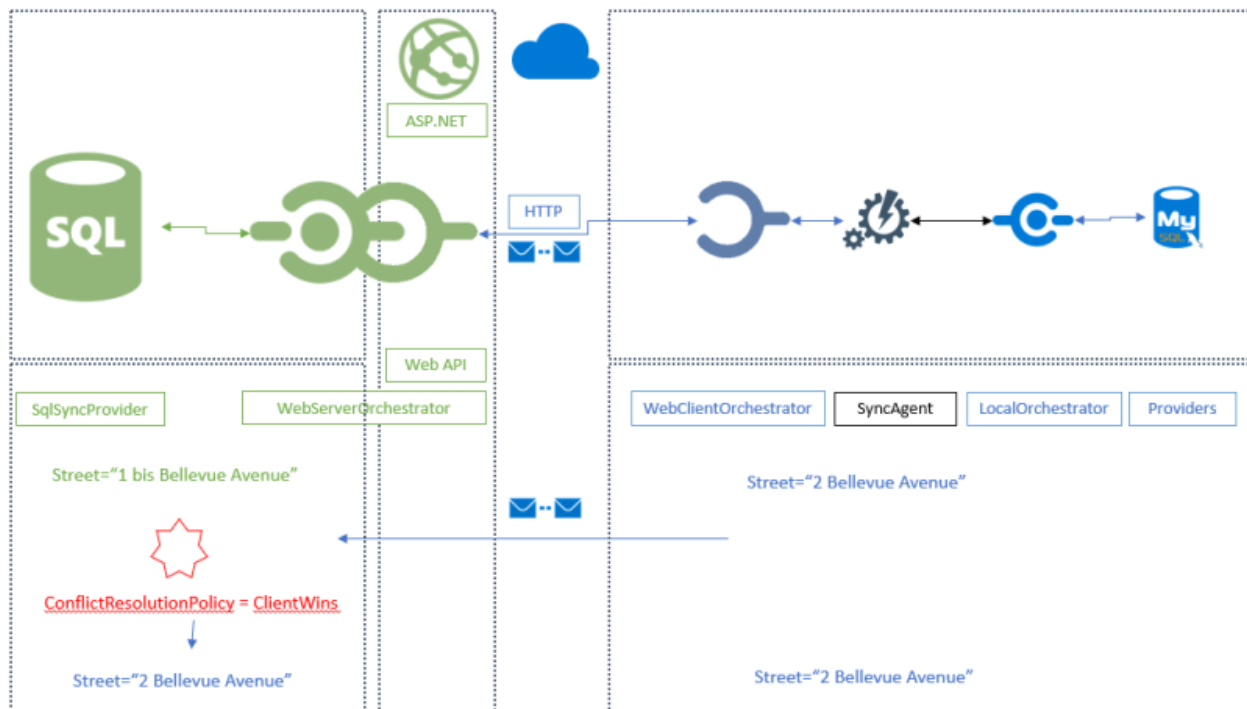 ASP.NET
SQL
HTTP
My
SQL
Web API
SqlSyncProvider
WebServerOrchestrator
WebClientOrchestrator
SyncAgent
LocalOrchestrator
Providers
Street=“1 bis Bellevue Avenue”
Street=“2 Bellevue Avenue”
ConflictResolutionPolicy = ClientWins
Street=“2 Bellevue Avenue”
Street=“2 Bellevue Avenue”